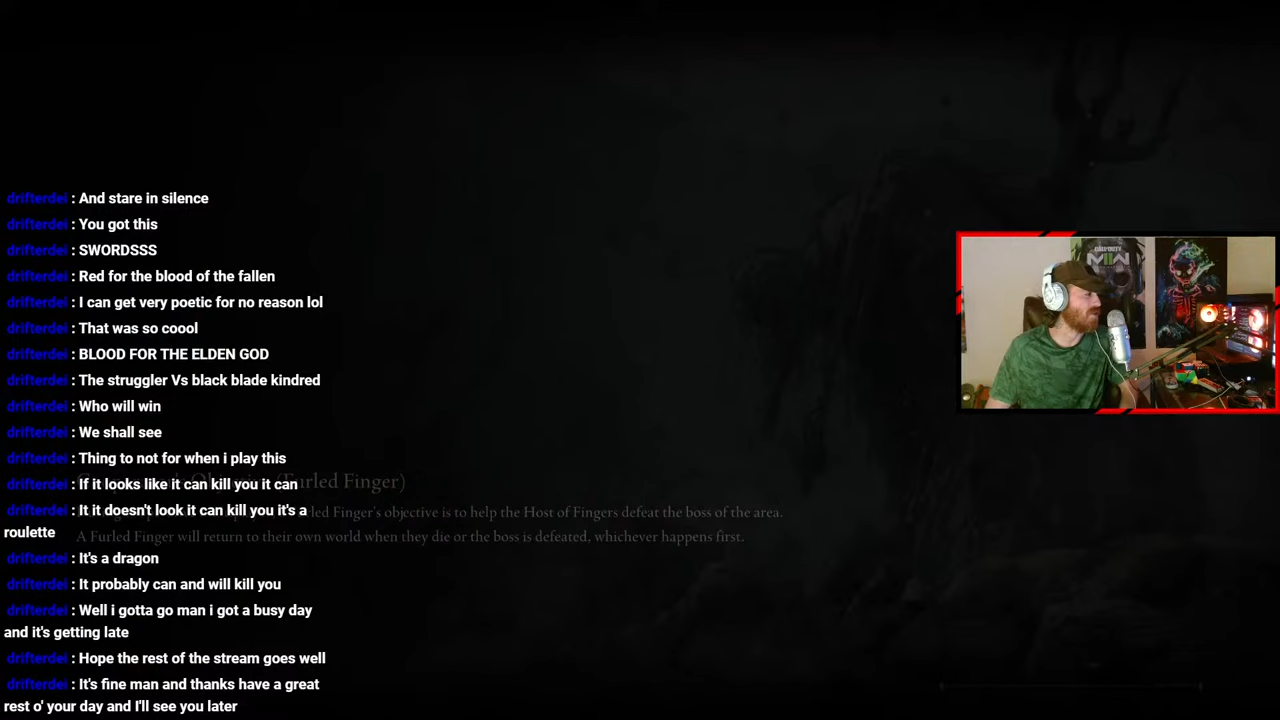 drifterdei : And stare in silence
drifterdei : You got this
drifterdei : SWORDSSS
drifterdei : Red for the blood of the fallen
drifterdei : I can get very poetic for no reason lol
drifterdei : That was so coool
drifterdei : BLOOD FOR THE ELDEN GOD
drifterdei : The struggler Vs black blade kindred
drifterdei : Who will win
drifterdei : We shall see
drifterdei : Thing to not for when i play this
Furled Finger)
drifterdei : If it looks like it can kill you it can
drifterdei : It it doesn't look it can kill you it's a
roulette
Finger's objective is to help the Host of Fingers defeat the boss of the area.
A Furled Finger will return to their own world when they die or the boss is defeated, whichever happens first.
drifterdei : It's a dragon
drifterdei : It probably can and will kill you
drifterdei : Well i gotta go man i got a busy day
and it's getting late
drifterdei : Hope the rest of the stream goes well
drifterdei : It's fine man and thanks have a great
rest o' your day and I'll see you later
CALL OF DUTY
MW